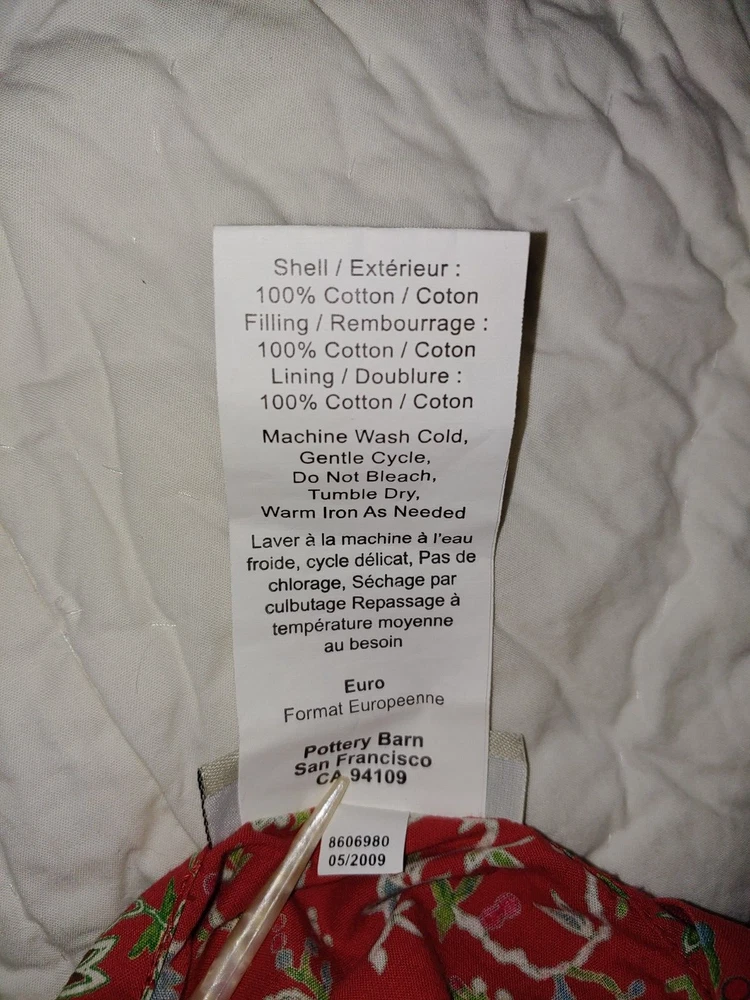 Shell / Extérieur :
100% Cotton / Coton
Filling / Rembourrage :
100% Cotton / Coton
Lining / Doublure :
100% Cotton / Coton
Machine Wash Cold,
Gentle Cycle,
Do Not Bleach,
Tumble Dry,
Warm Iron As Needed
Laver à la machine à l'eau
froide, cycle délicat, Pas de
chlorage, Séchage par
culbutage Repassage à
température moyenne
au besoin
Euro
Format Europeenne
Pottery Barn
San Francisco
CA 94109
8606980
05/2009